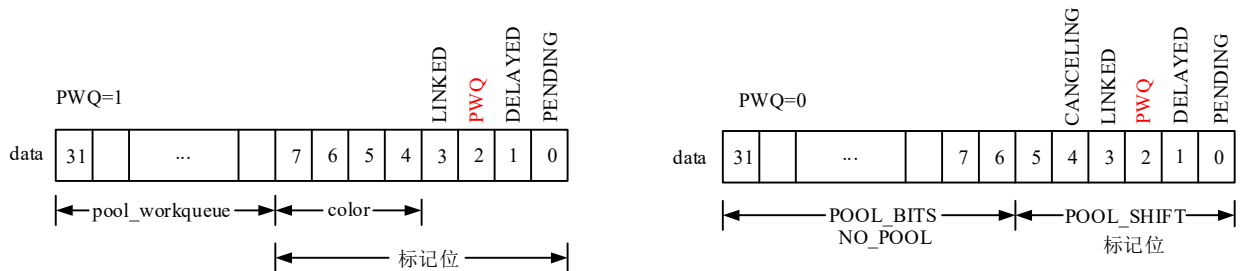 PWQ=1
LINKED
PWQ
DELAYED
PENDING
data 31 ... 7 6 5 4 3 2 1 0
pool_workqueue
color
标记位
PWQ=0
CANCELING
LINKED
PWQ
DELAYED
PENDING
data 31 ... 7 6 5 4 3 2 1 0
POOL_BITS
NO_POOL
POOL_SHIFT
标记位